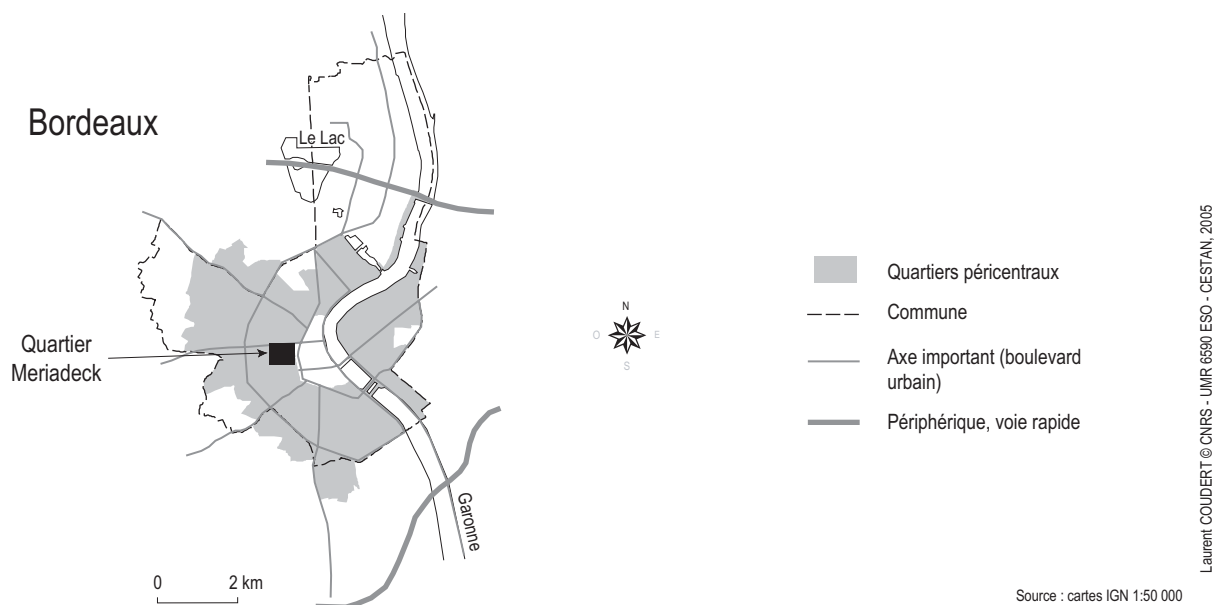 Bordeaux
Le Lac
Quartier
Meriadeck
Garonne
0 2 km
N
O E
S
Quartiers péricentraux
Commune
Axe important (boulevard
urbain)
Périphérique, voie rapide
Laurent COUDERT © CNRS - UMR 6590 ESO - CESTAN, 2005
Source : cartes IGN 1:50 000